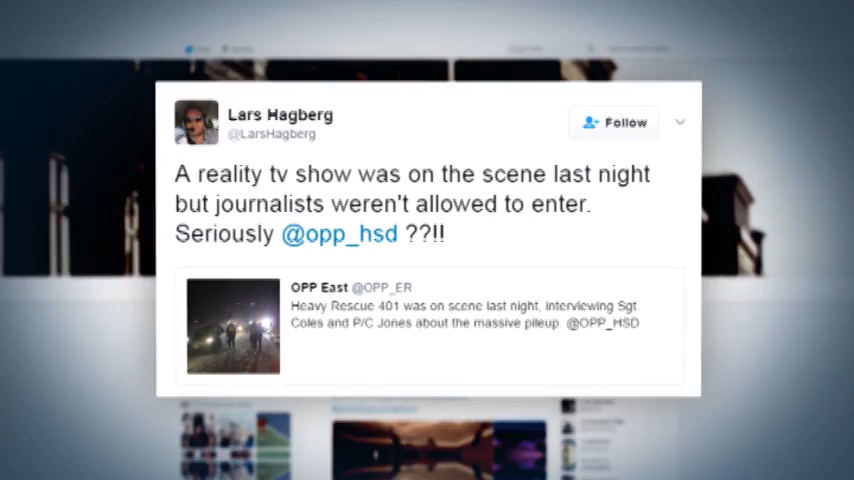 Lars Hagberg
@LarsHagberg
Follow
A reality tv show was on the scene last night
but journalists weren't allowed to enter.
Seriously @opp_hsd ??!!
OPP East @OPP_ER
Heavy Rescue 401 was on scene last night, interviewing Sgt.
Coles and P/C Jones about the massive pileup. @OPP_HSD